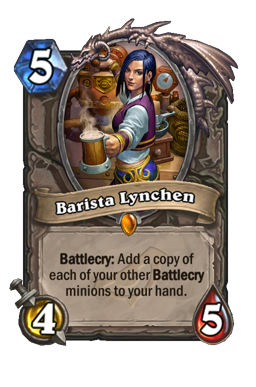 5
Barista Lynchen
Battlecry: Add a copy of
each of your other Battlecry
minions to your hand.
4
5